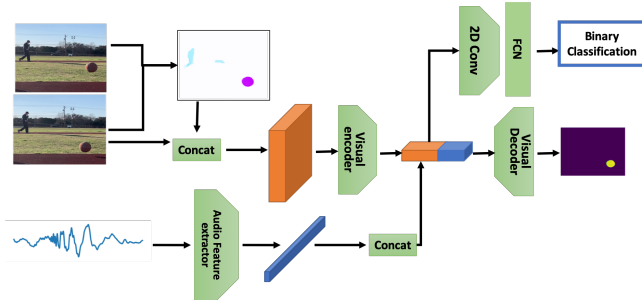 2D Conv
FCN
Binary
Classification
Concat
Visual
encoder
Visual
Decoder
Audio Feature
extractor
Concat